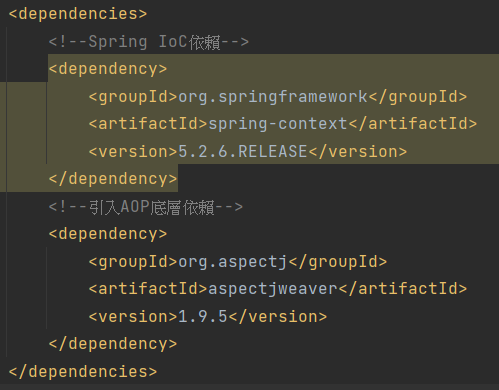 <dependencies>
<!--Spring IoC依賴-->
<dependency>
<groupId>org.springframework</groupId>
<artifactId>spring-context</artifactId>
<version>5.2.6.RELEASE</version>
</dependency>
<!--引入AOP底層依賴-->
<dependency>
<groupId>org.aspectj</groupId>
<artifactId>aspectjweaver</artifactId>
<version>1.9.5</version>
</dependency>
</dependencies>